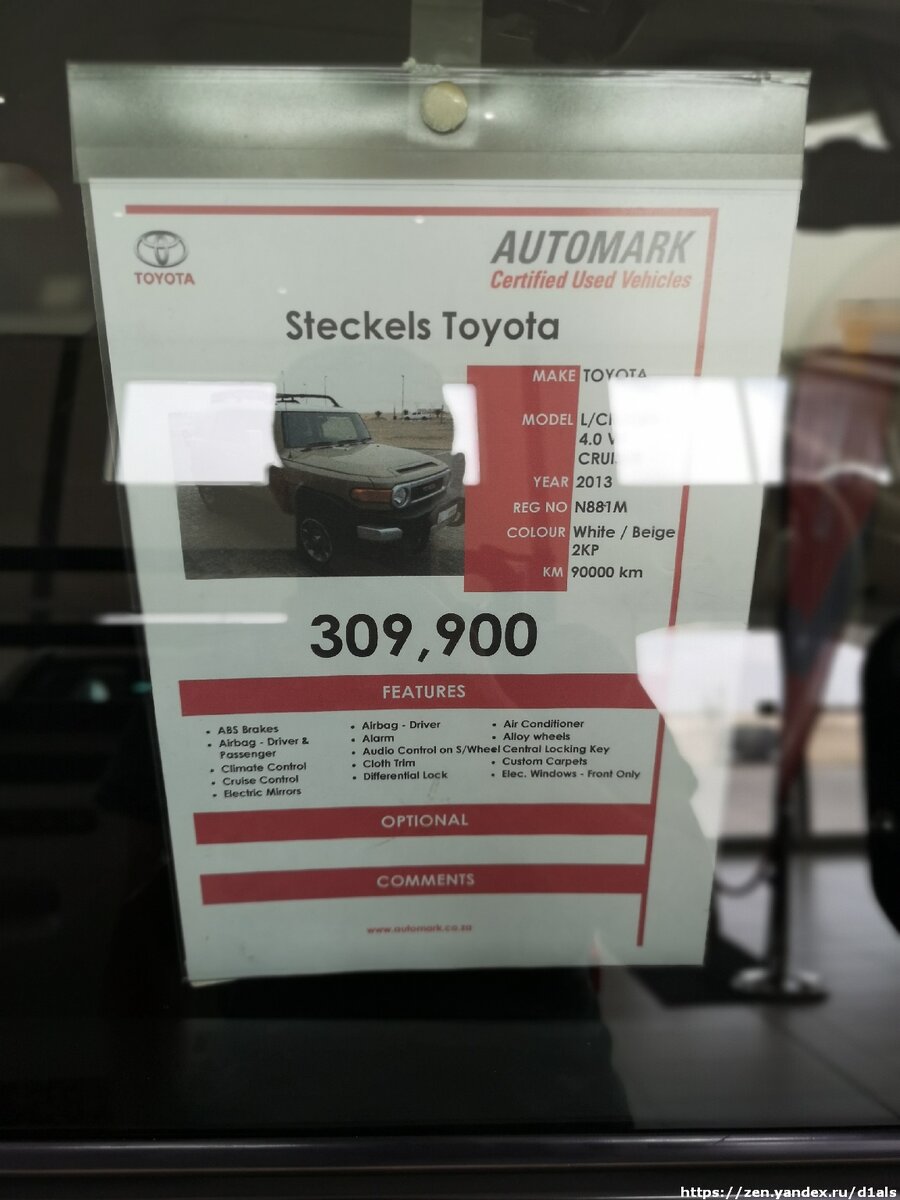 TOYOTA
AUTOMARK
Certified Used Vehicles
Steckels Toyota
MAKE TOYOTA
MODEL
4.0
YEAR 2013
REG NO N881M
COLOUR White / Beige
2KP
KM 90000 km
309,900
FEATURES
• ABS Brakes
• Airbag - Driver &
Passenger
• Climate Control
• Cruise Control
• Electric Mirrors
• Airbag - Driver
• Alarm
• Audio Control on S/Wheel
• Cloth Trim
• Differential Lock
• Air Conditioner
• Alloy wheels
Central Locking Key
• Custom Carpets
• Elec. Windows - Front Only
OPTIONAL
COMMENTS
www.automark.co.za
https://zen.yandex.ru/d1als